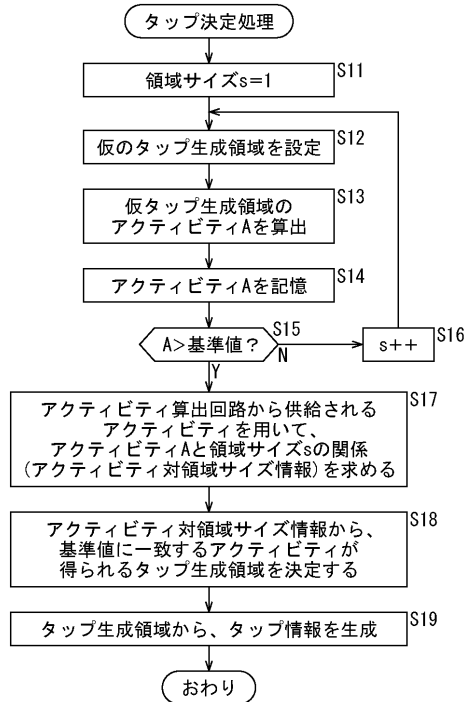 タップ決定処理
S11
領域サイズs=1
S12
仮のタップ生成領域を設定
S13
仮タップ生成領域の
アクティビティAを算出
S14
アクティビティAを記憶
S15
A>基準値?
N
S16
s++
Y
S17
アクティビティ算出回路から供給される
アクティビティを用いて、
アクティビティAと領域サイズsの関係
(アクティビティ対領域サイズ情報)を求める
S18
アクティビティ対領域サイズ情報から、
基準値に一致するアクティビティが
得られるタップ生成領域を決定する
S19
タップ生成領域から、タップ情報を生成
おわり